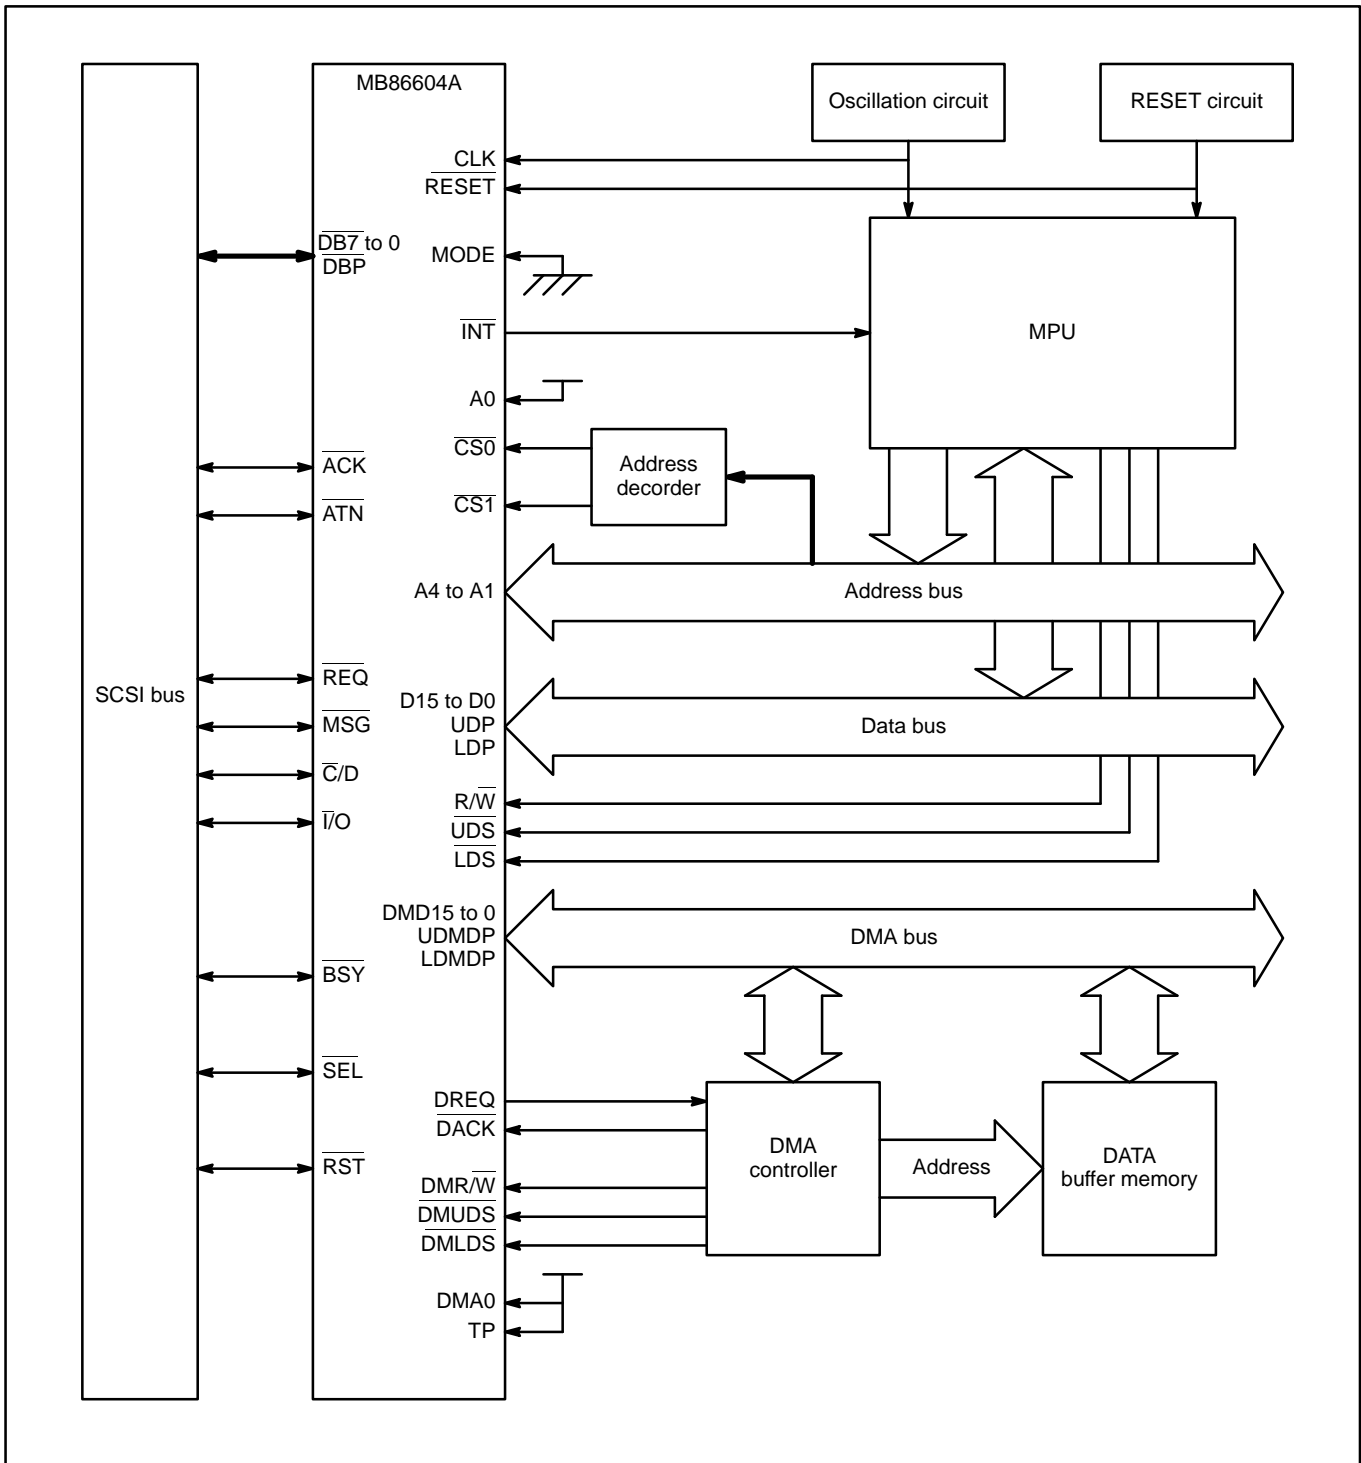 MB86604A
Oscillation circuit
RESET circuit
CLK
RESET
DB7 to 0
DBP
MODE
INT
MPU
A0
CS0
Address
decorder
CS1
ACK
ATN
A4 to A1
Address bus
SCSI bus
REQ
MSG
C/D
I/O
D15 to D0
UDP
LDP
Data bus
R/W
UDS
LDS
DMD15 to 0
UDMDP
LDMDP
DMA bus
BSY
SEL
RST
DREQ
DACK
DMR/W
DMUDS
DMLDS
DMA
controller
Address
DATA
buffer memory
DMA0
TP